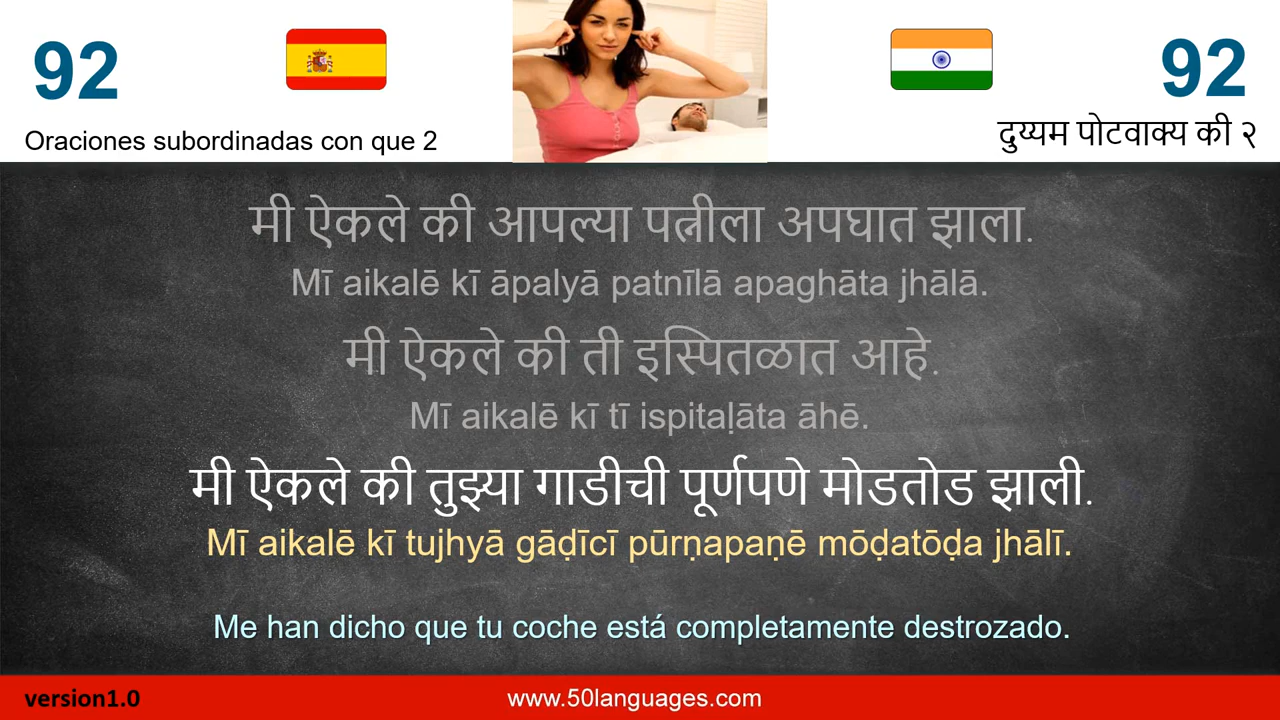 92
92
Oraciones subordinadas con que 2
दुय्यम पोटवाक्य की २
मी ऐकले की आपल्या पत्नीला अपघात झाला.
Mī aikalē kī āpalyā patnīlā apaghāta jhālā.
मी ऐकले की ती इस्पितळात आहे.
Mī aikalē kī tī ispitaḷāta āhē.
मी ऐकले की तुझ्या गाडीची पूर्णपणे मोडतोड झाली.
Mī aikalē kī tujhyā gāḍīcī pūrṇapaṇē mōḍatōḍa jhālī.
Me han dicho que tu coche está completamente destrozado.
version1.0
www.50languages.com